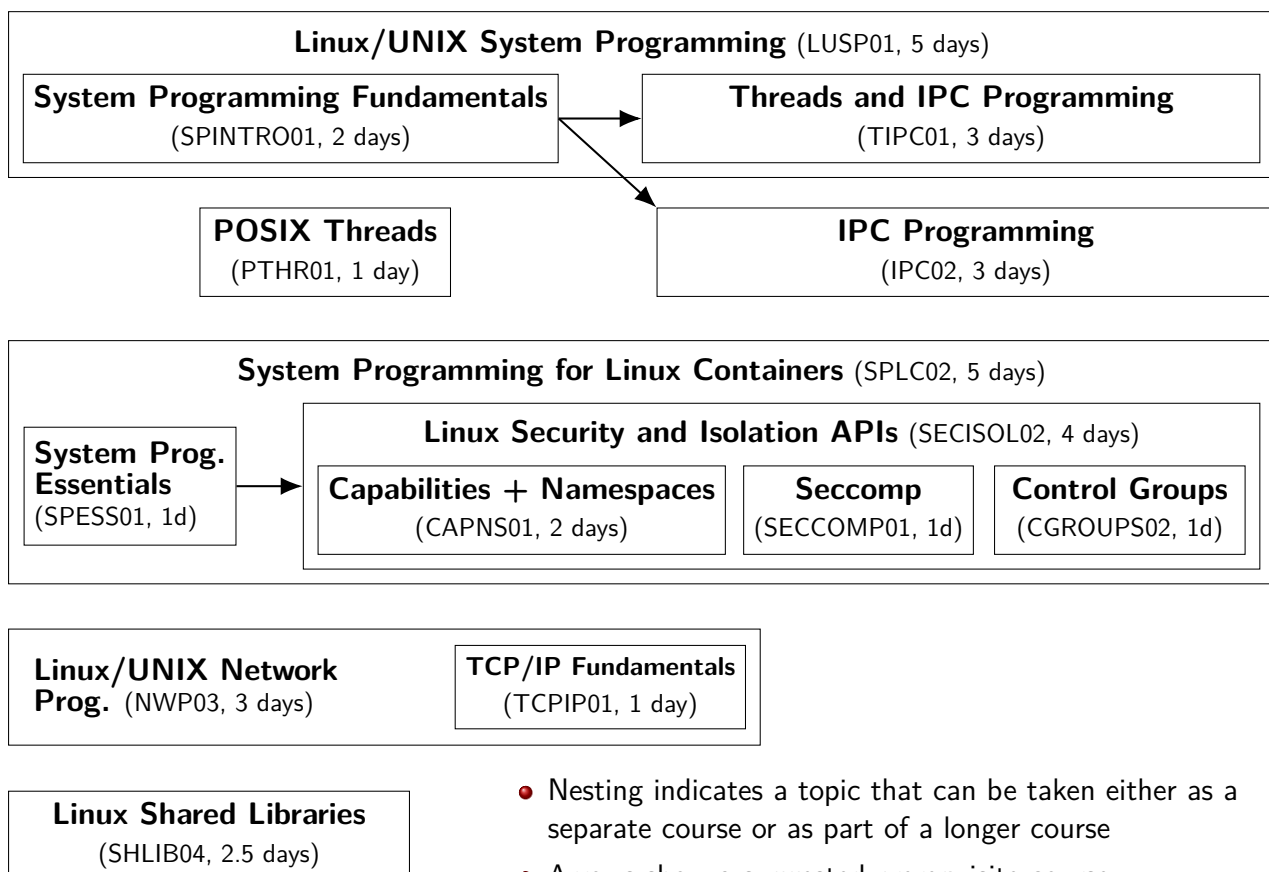 Linux/UNIX System Programming (LUSP01, 5 days)
System Programming Fundamentals
(SPINTRO01, 2 days)
Threads and IPC Programming
(TIPC01, 3 days)
POSIX Threads
(PTHR01, 1 day)
IPC Programming
(IPC02, 3 days)
System Programming for Linux Containers (SPLC02, 5 days)
System Prog.
Essentials
(SPESS01, 1d)
Linux Security and Isolation APIs (SECISOL02, 4 days)
Capabilities + Namespaces
(CAPNS01, 2 days)
Seccomp
(SECCOMP01, 1d)
Control Groups
(CGROUPS02, 1d)
Linux/UNIX Network
Prog. (NWP03, 3 days)
TCP/IP Fundamentals
(TCPIP01, 1 day)
Linux Shared Libraries
(SHLIB04, 2.5 days)
Nesting indicates a topic that can be taken either as a
separate course or as part of a longer course